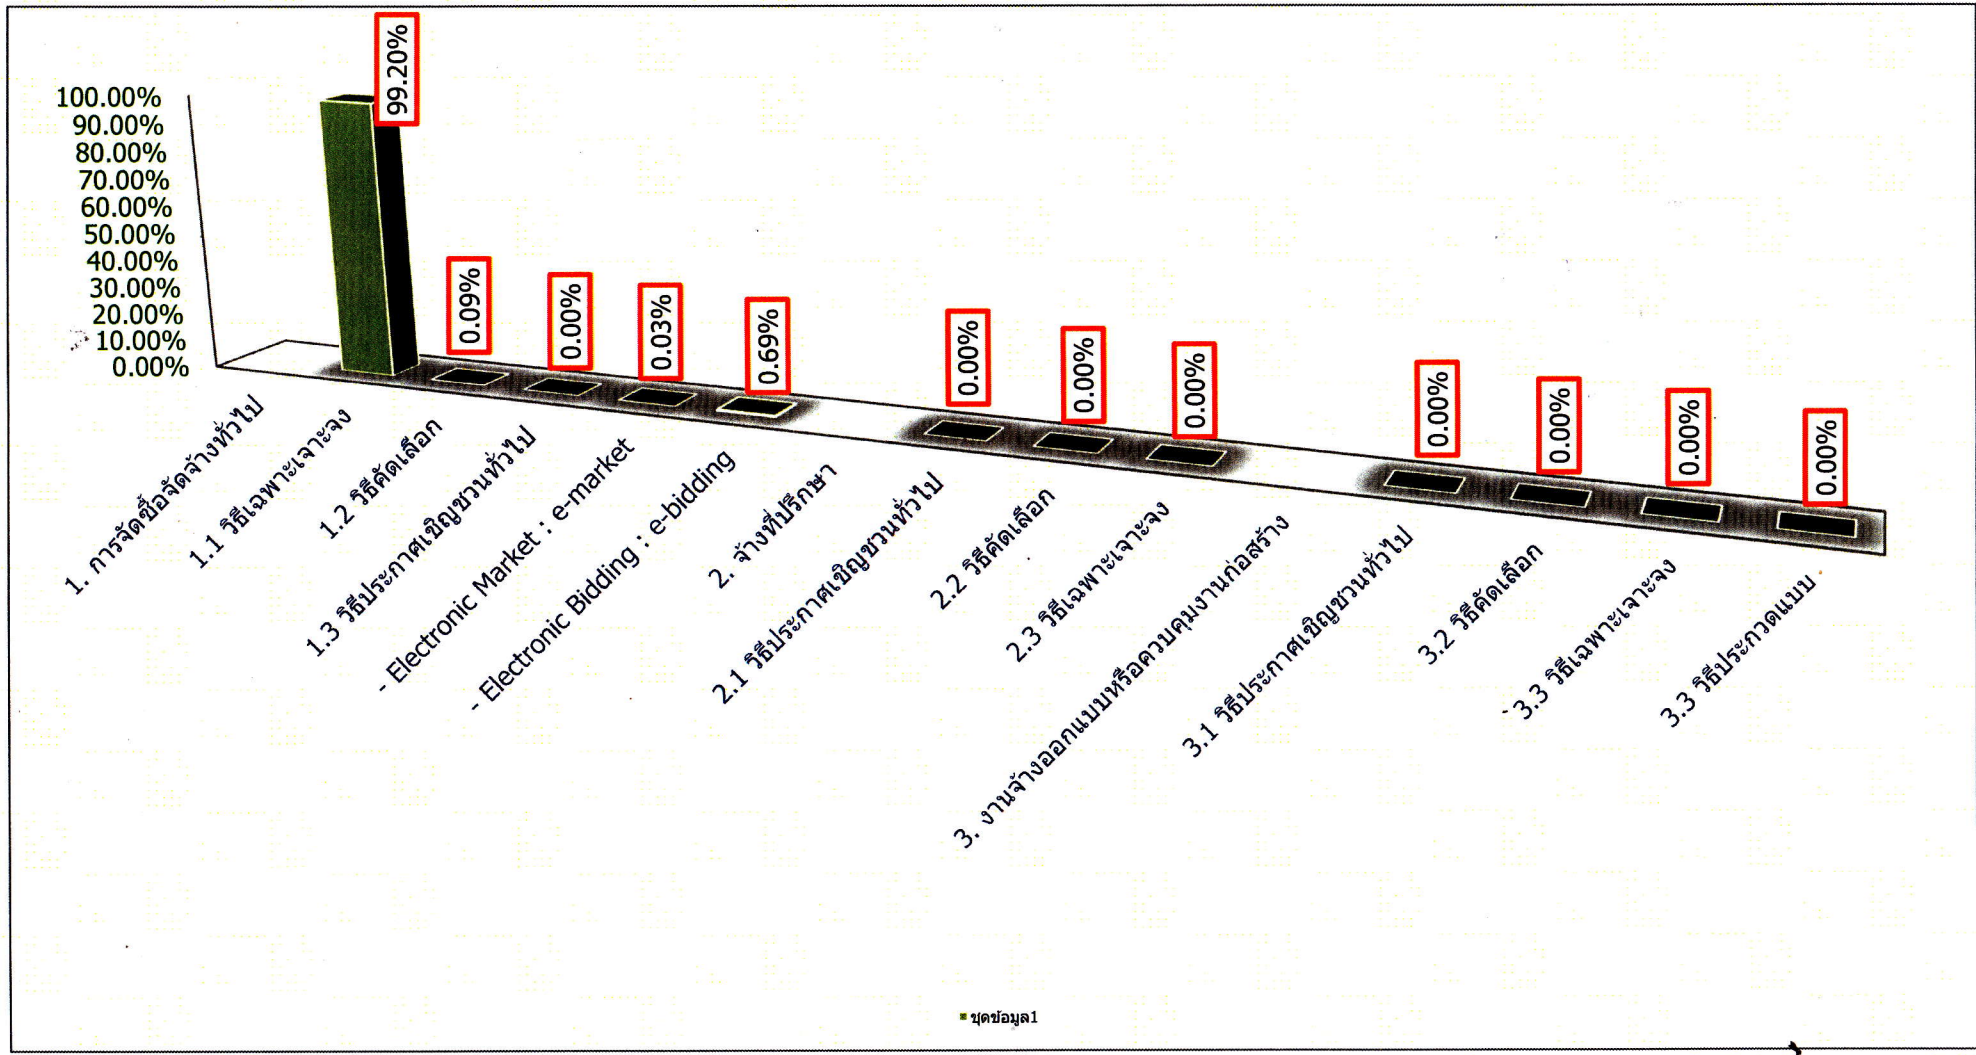 100.00%
90.00%
80.00%
70.00%
60.00%
50.00%
40.00%
30.00%
20.00%
10.00%
0.00%
99.20%
0.09%
0.00%
0.03%
0.69%
0.00%
0.00%
0.00%
0.00%
0.00%
0.00%
0.00%
1. การจัดซื้อจัดจ้างทั่วไป
1.1 วิธีเฉพาะเจาะจง
1.2 วิธีคัดเลือก
1.3 วิธีประกาศเชิญชวนทั่วไป
- Electronic Market : e-market
- Electronic Bidding : e-bidding
2. จ้างที่ปรึกษา
2.1 วิธีประกาศเชิญชวนทั่วไป
2.2 วิธีคัดเลือก
2.3 วิธีเฉพาะเจาะจง
3. งานจ้างออกแบบหรือควบคุมงานก่อสร้าง
3.1 วิธีประกาศเชิญชวนทั่วไป
3.2 วิธีคัดเลือก
3.3 วิธีเฉพาะเจาะจง
3.3 วิธีประกวดแบบ
ชุดข้อมูล1